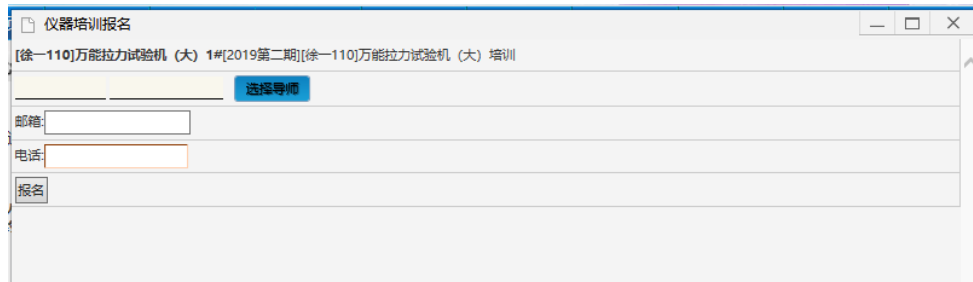 仪器培训报名
[徐一110]万能拉力试验机（大）1#[2019第二期][徐一110]万能拉力试验机（大）培训
选择导师
邮箱:
电话:
报名